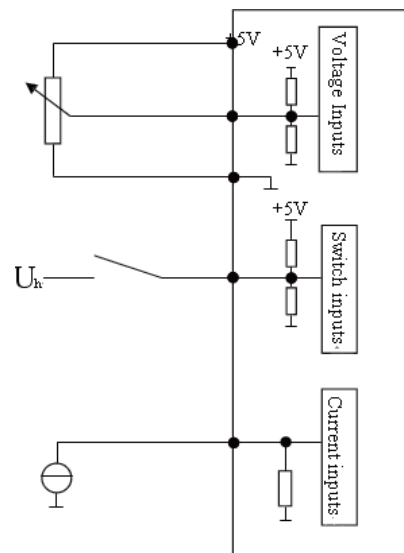 +5V
+5V
Voltage Inputs
+5V
Switch inputs.
Uh
Current inputs.